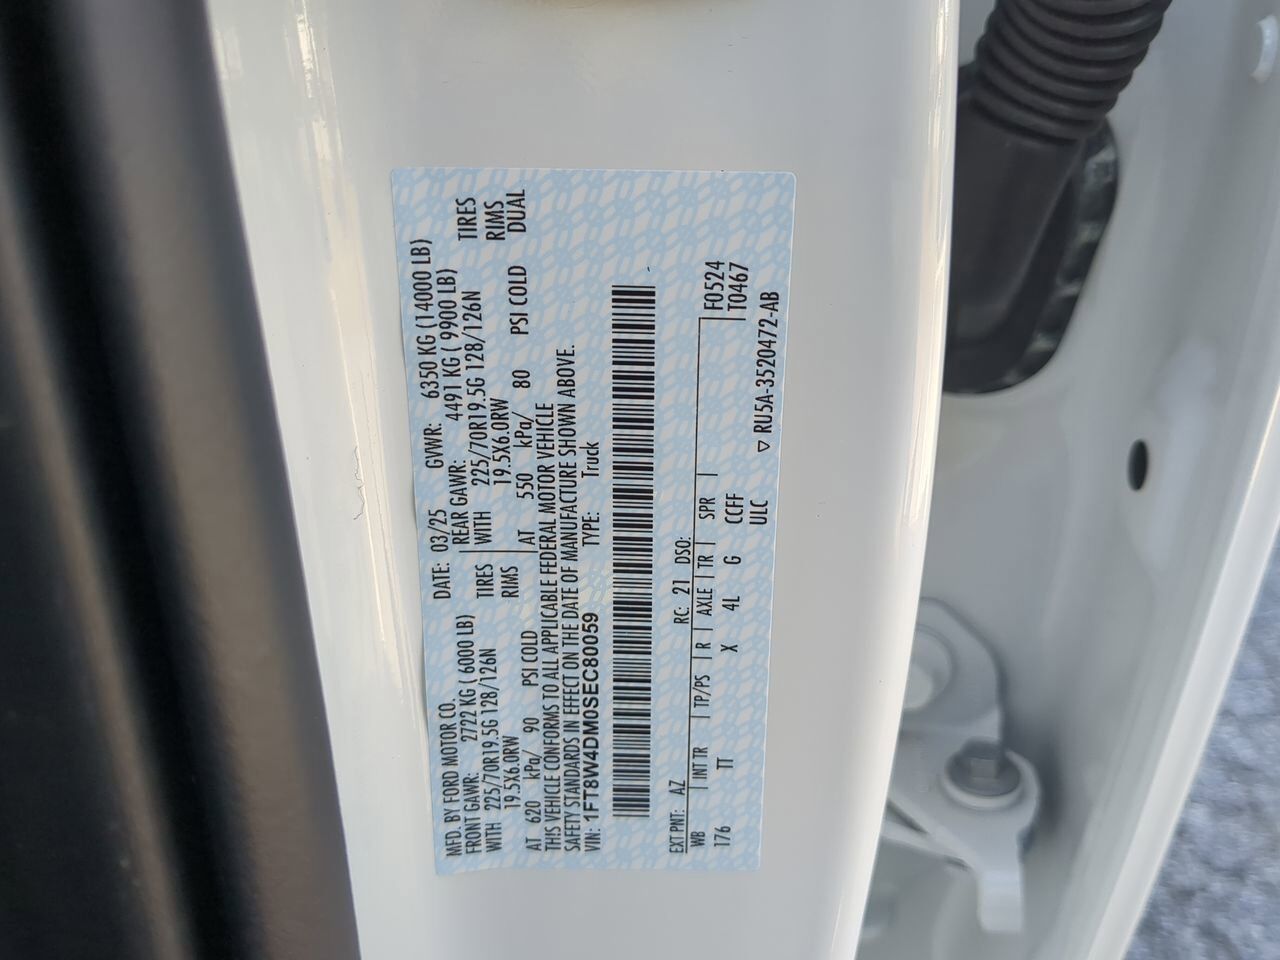 MFD. BY FORD MOTOR CO. DATE: 03/25 GVWR: 6350 KG (14000 LB)
FRONT GAWR: 2722 KG ( 6000 LB) REAR GAWR: 4491 KG ( 9900 LB)
WITH 225/70R19.5G 128/126N TIRES WITH 225/70R19.5G 128/126N TIRES
19.5X6.0RW RIMS 19.5X6.0RW RIMS
AT 620 kPa/ 90 PSI COLD AT 550 kPa/ 80 PSI COLD DUAL
THIS VEHICLE CONFORMS TO ALL APPLICABLE FEDERAL MOTOR VEHICLE
SAFETY STANDARDS IN EFFECT ON THE DATE OF MANUFACTURE SHOWN ABOVE.
VIN: 1FT8W4DM0SEC80059 TYPE: Truck
EXT PNT: AZ RC: 21 DSO:
WB INT TR TP/PS R AXLE TR SPR F0524
176 TT X 4L G CCFF T0467
ULC RU5A-3520472-AB